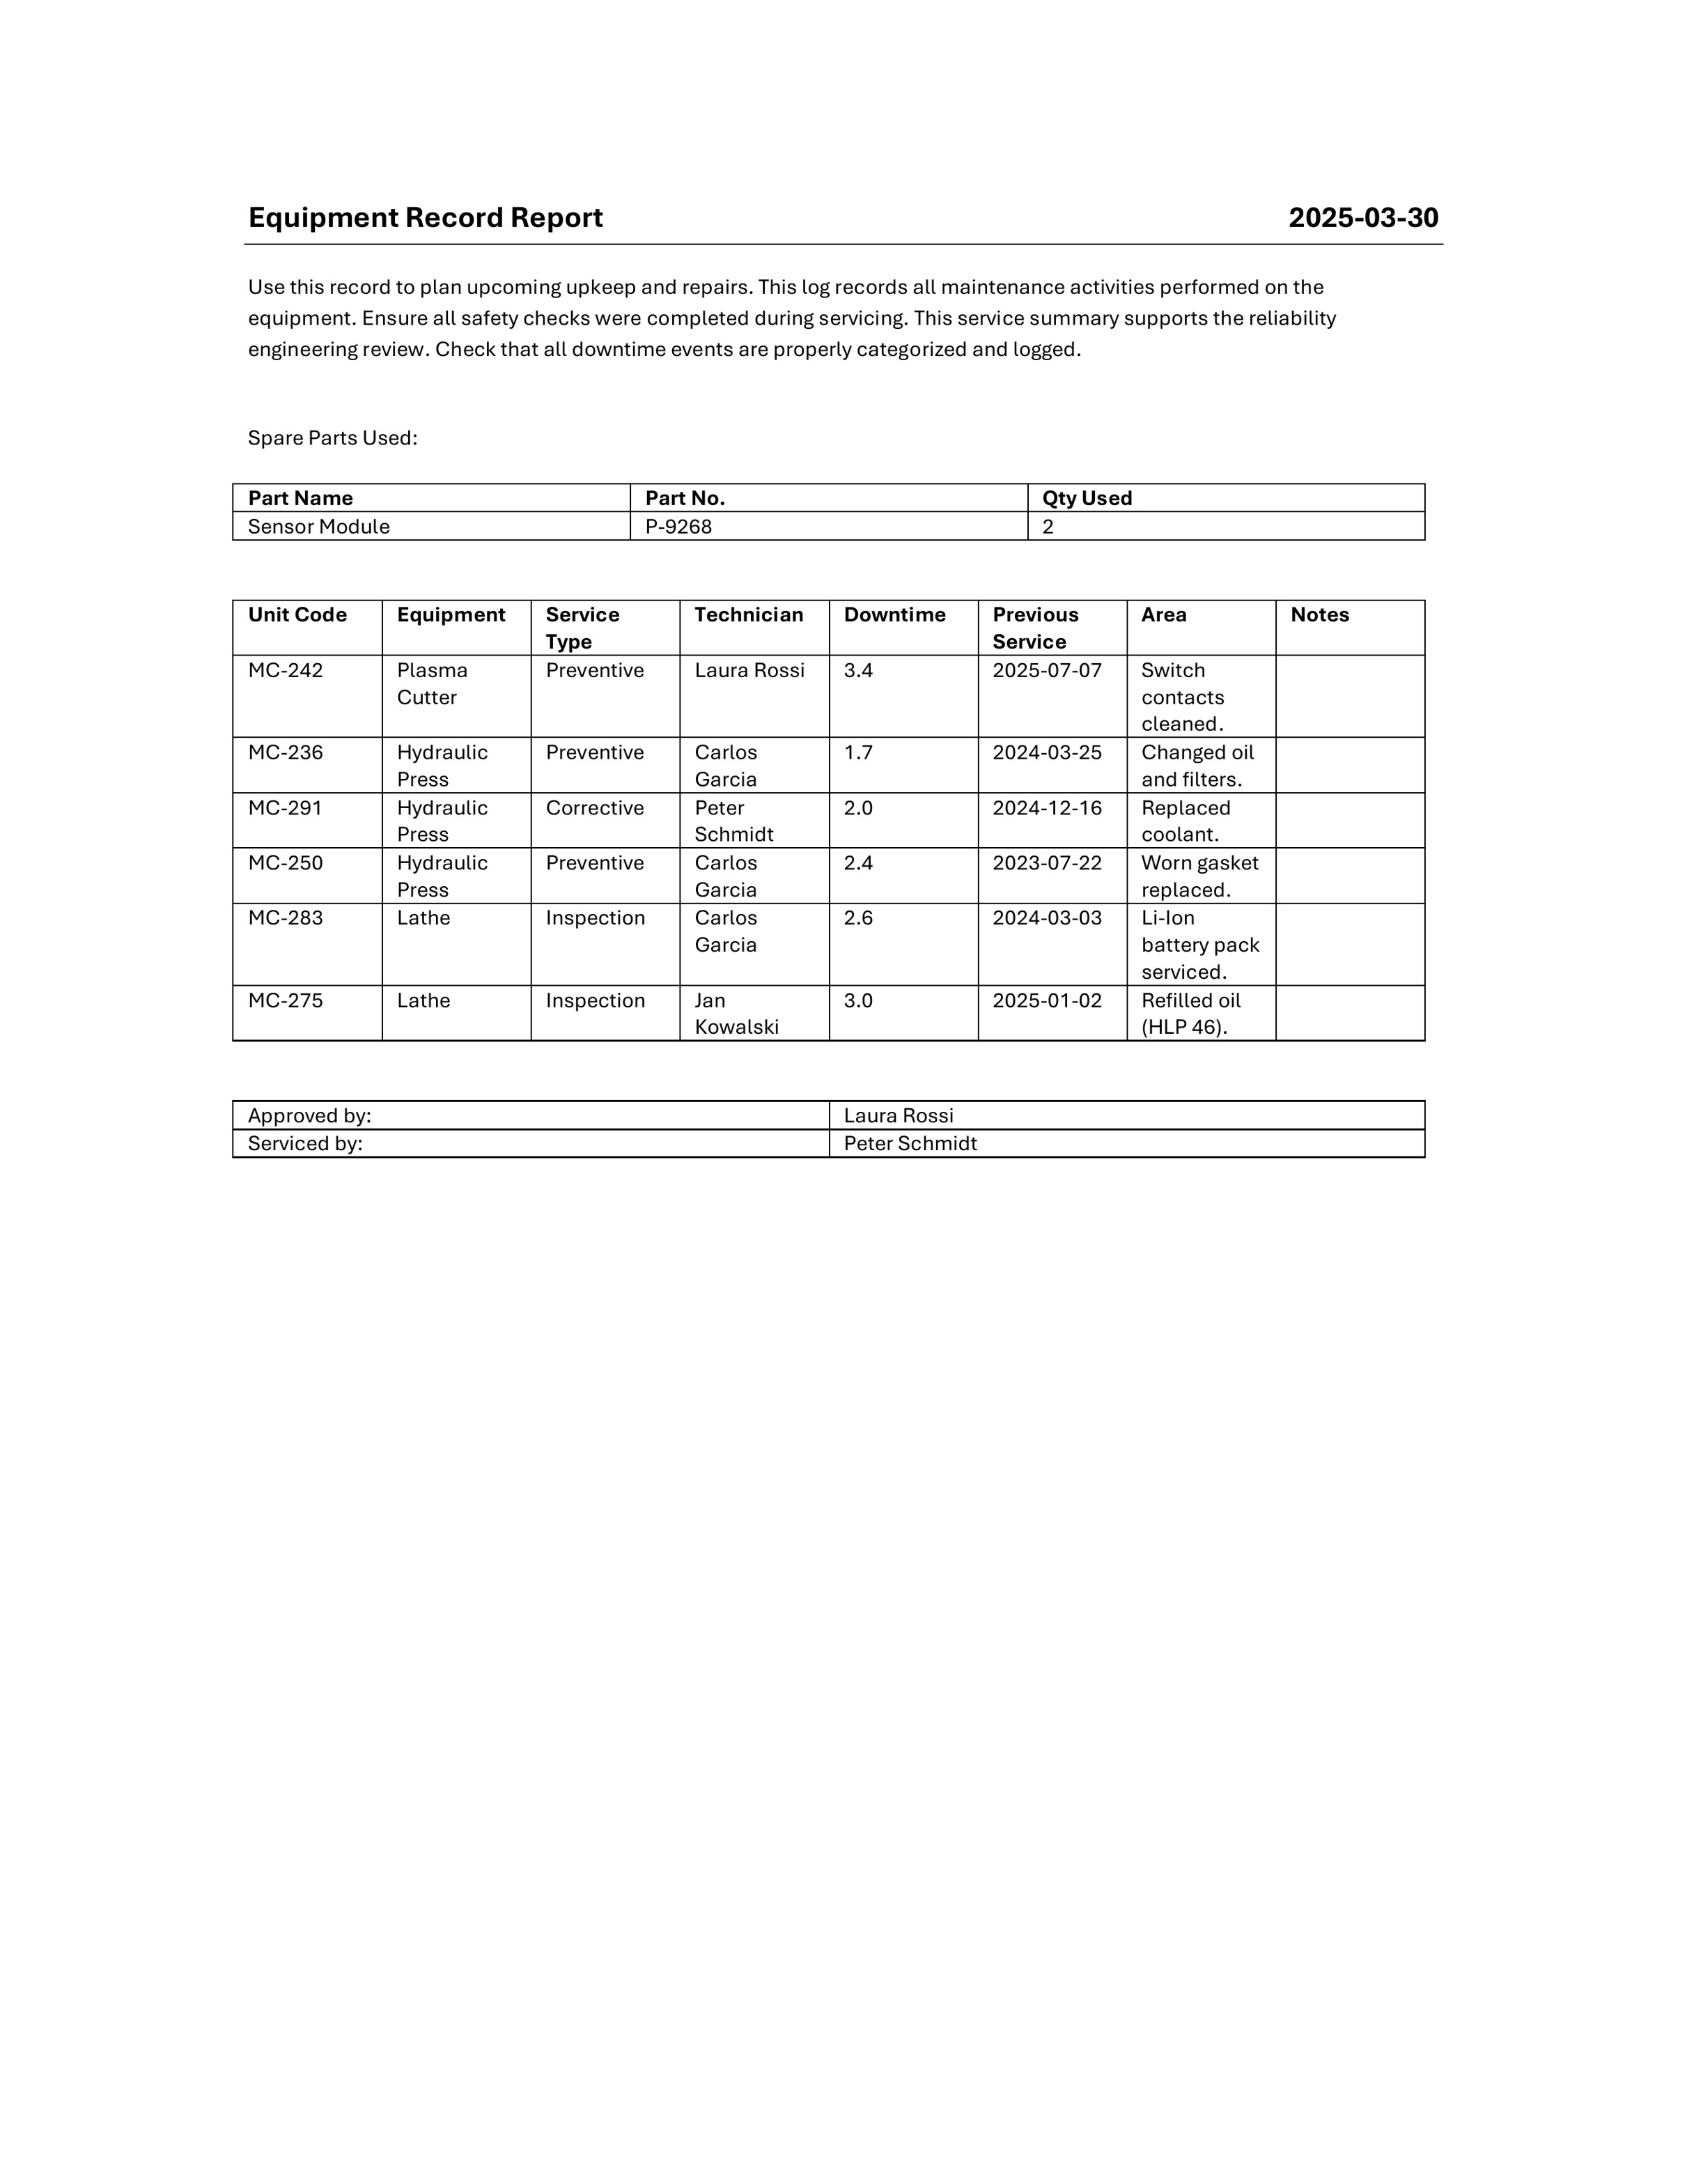 Equipment Record Report 2025-03-30
Use this record to plan upcoming upkeep and repairs. This log records all maintenance activities performed on the
equipment. Ensure all safety checks were completed during servicing. This service summary supports the reliability
engineering review. Check that all downtime events are properly categorized and logged.
Spare Parts Used:
Part Name Part No. Qty Used
Sensor Module P-9268 2
Unit Code Equipment Service Technician Downtime Previous Area Notes
Type Service
MC-242 Plasma Preventive Laura Rossi 3.4 2025-07-07 Switch
Cutter contacts
cleaned.
MC-236 Hydraulic Preventive Carlos 1.7 2024-03-25 Changed oil
Press Garcia and filters.
MC-291 Hydraulic Corrective Peter 2.0 2024-12-16 Replaced
Press Schmidt coolant.
MC-250 Hydraulic Preventive Carlos 2.4 2023-07-22 Worn gasket
Press Garcia replaced.
MC-283 Lathe Inspection Carlos 2.6 2024-03-03 Li-Ion
Garcia battery pack
serviced.
MC-275 Lathe Inspection Jan 3.0 2025-01-02 Refilled oil
Kowalski (HLP 46).
Approved by: Laura Rossi
Serviced by: Peter Schmidt